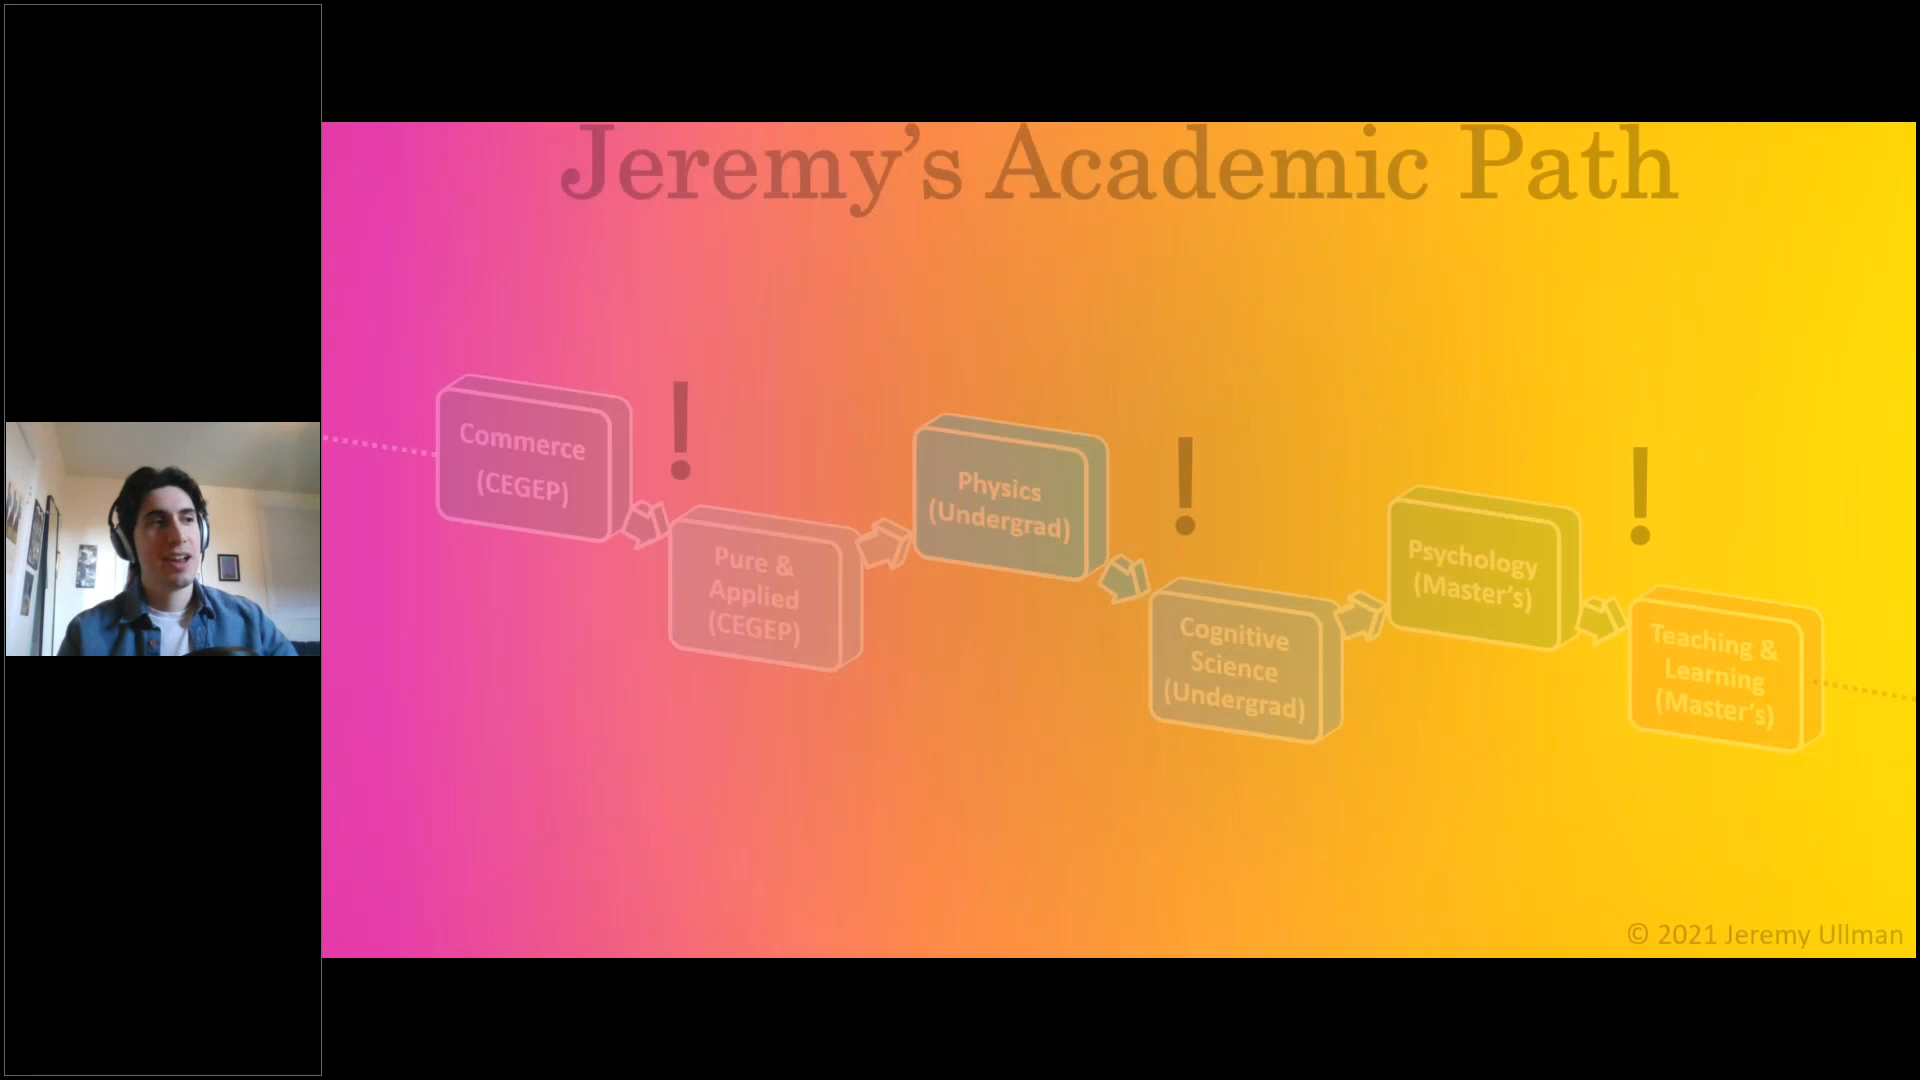 Jeremy’s Academic Path
Commerce
(CEGEP)
!
Pure &
Applied
(CEGEP)
Physics
(Undergrad)
!
Cognitive
Science
(Undergrad)
Psychology
(Master’s)
!
Teaching &
Learning
(Master’s)
© 2021 Jeremy Ullman